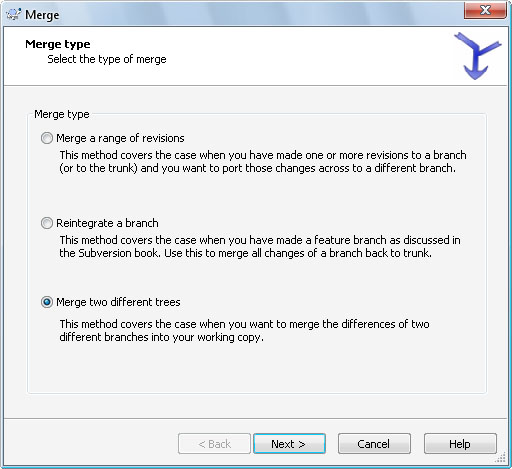 Merge
Merge type
Select the type of merge
Merge type
Merge a range of revisions
This method covers the case when you have made one or more revisions to a branch
(or to the trunk) and you want to port those changes across to a different branch.
Reintegrate a branch
This method covers the case when you have made a feature branch as discussed in
the Subversion book. Use this to merge all changes of a branch back to trunk.
Merge two different trees
This method covers the case when you want to merge the differences of two
different branches into your working copy.
< Back Next > Cancel Help